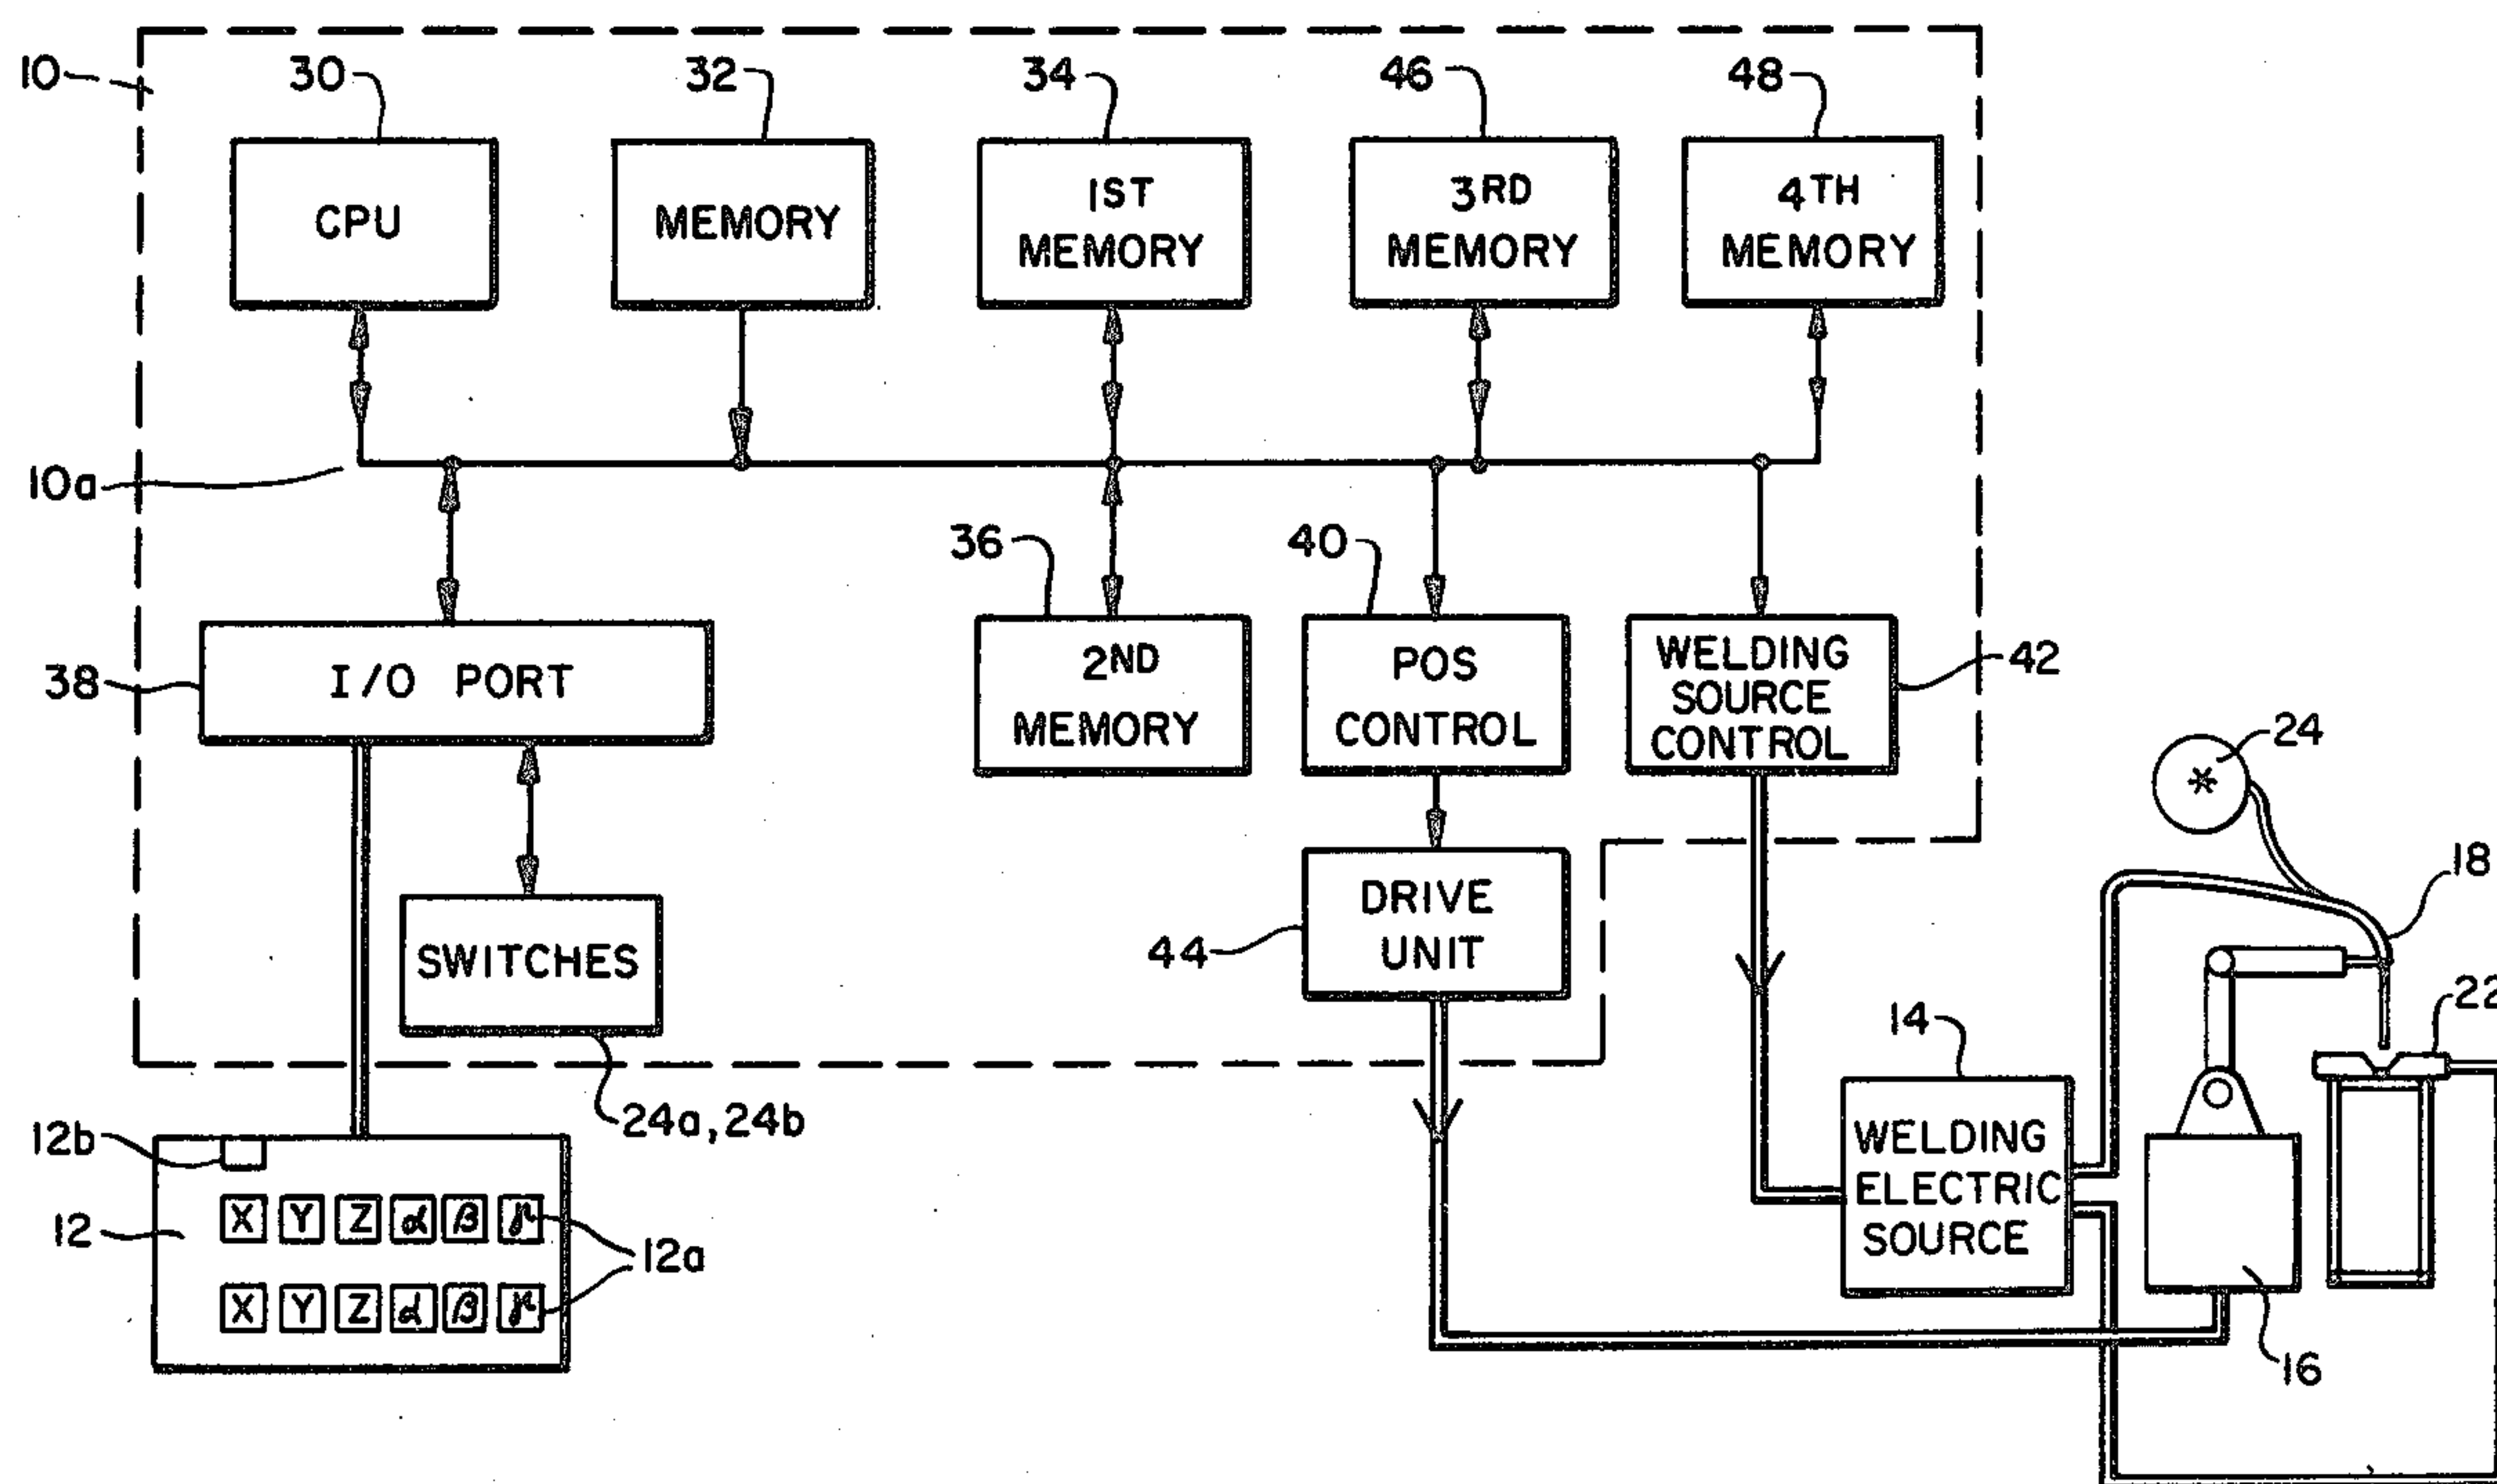 10
30
32
34
46
48
CPU
MEMORY
1ST
MEMORY
3RD
MEMORY
4TH
MEMORY
10a
36
40
38
I/O PORT
2ND
MEMORY
POS
CONTROL
WELDING
SOURCE
CONTROL
42
24
*
18
SWITCHES
44
DRIVE
UNIT
22
14
24a, 24b
12b
WELDING
ELECTRIC
SOURCE
12
X Y Z α β γ
12a
X Y Z α β γ
16